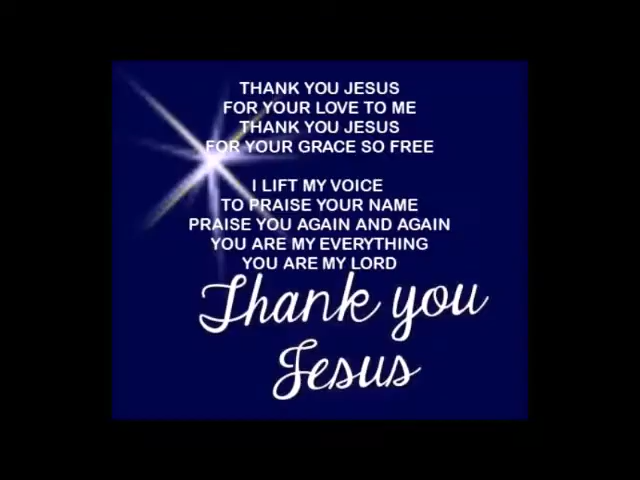 THANK YOU JESUS
FOR YOUR LOVE TO ME
THANK YOU JESUS
FOR YOUR GRACE SO FREE
I LIFT MY VOICE
TO PRAISE YOUR NAME
PRAISE YOU AGAIN AND AGAIN
YOU ARE MY EVERYTHING
YOU ARE MY LORD
Thank you
Jesus